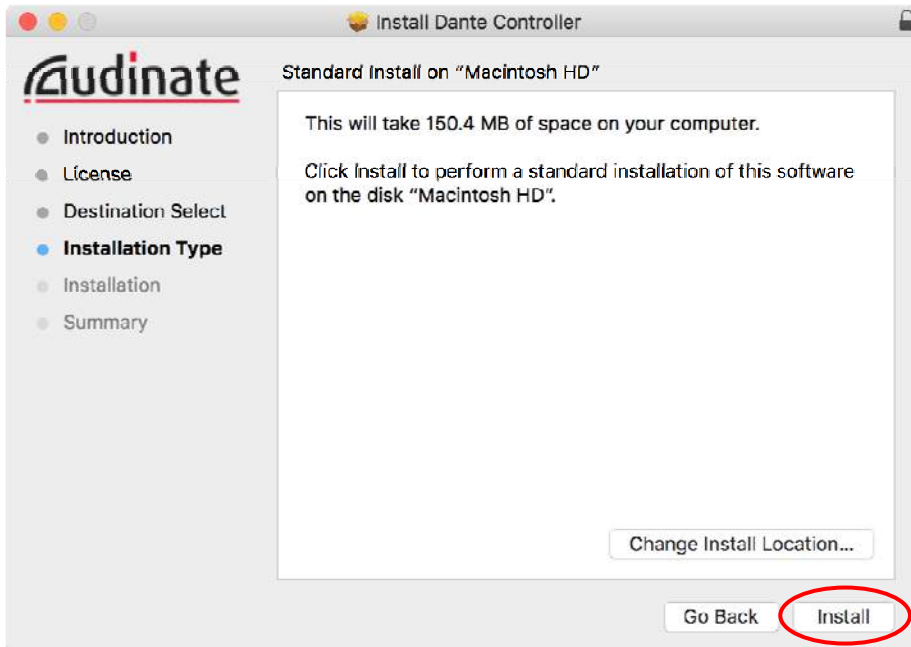 Install Dante Controller
Audinate
Standard Install on “Macintosh HD”
Introduction
License
Destination Select
Installation Type
Installation
Summary
This will take 150.4 MB of space on your computer.
Click Install to perform a standard installation of this software
on the disk “Macintosh HD”.
Change Install Location...
Go Back
Install